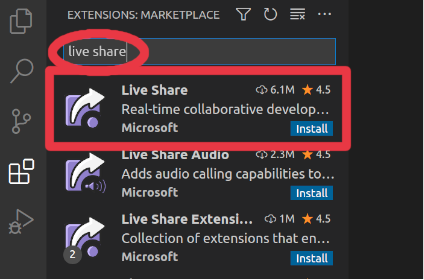 EXTENSIONS: MARKETPLACE
live share
Live Share 6.1M 4.5
Real-time collaborative develop...
Microsoft Install
Live Share Audio 2.3M 4.5
Adds audio calling capabilities to...
Microsoft Install
Live Share Extensi... 1M 4.5
Collection of extensions that en...
2 Microsoft Install